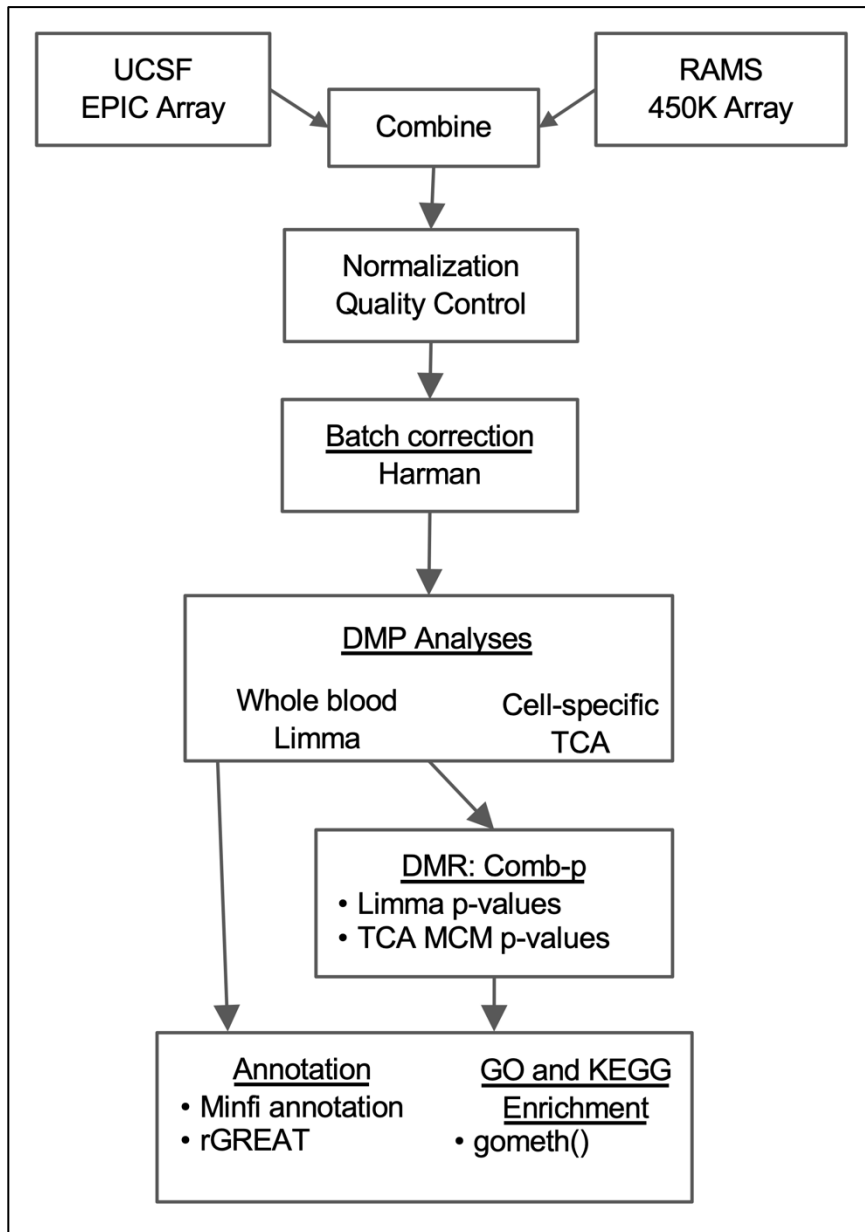 UCSF
EPIC Array
RAMS
450K Array
Combine
Normalization
Quality Control
Batch correction
Harman
DMP Analyses
Whole blood
Limma
Cell-specific
TCA
DMR: Comb-p
• Limma p-values
• TCA MCM p-values
Annotation
• Minfi annotation
• rGREAT
GO and KEGG
Enrichment
• gometh()